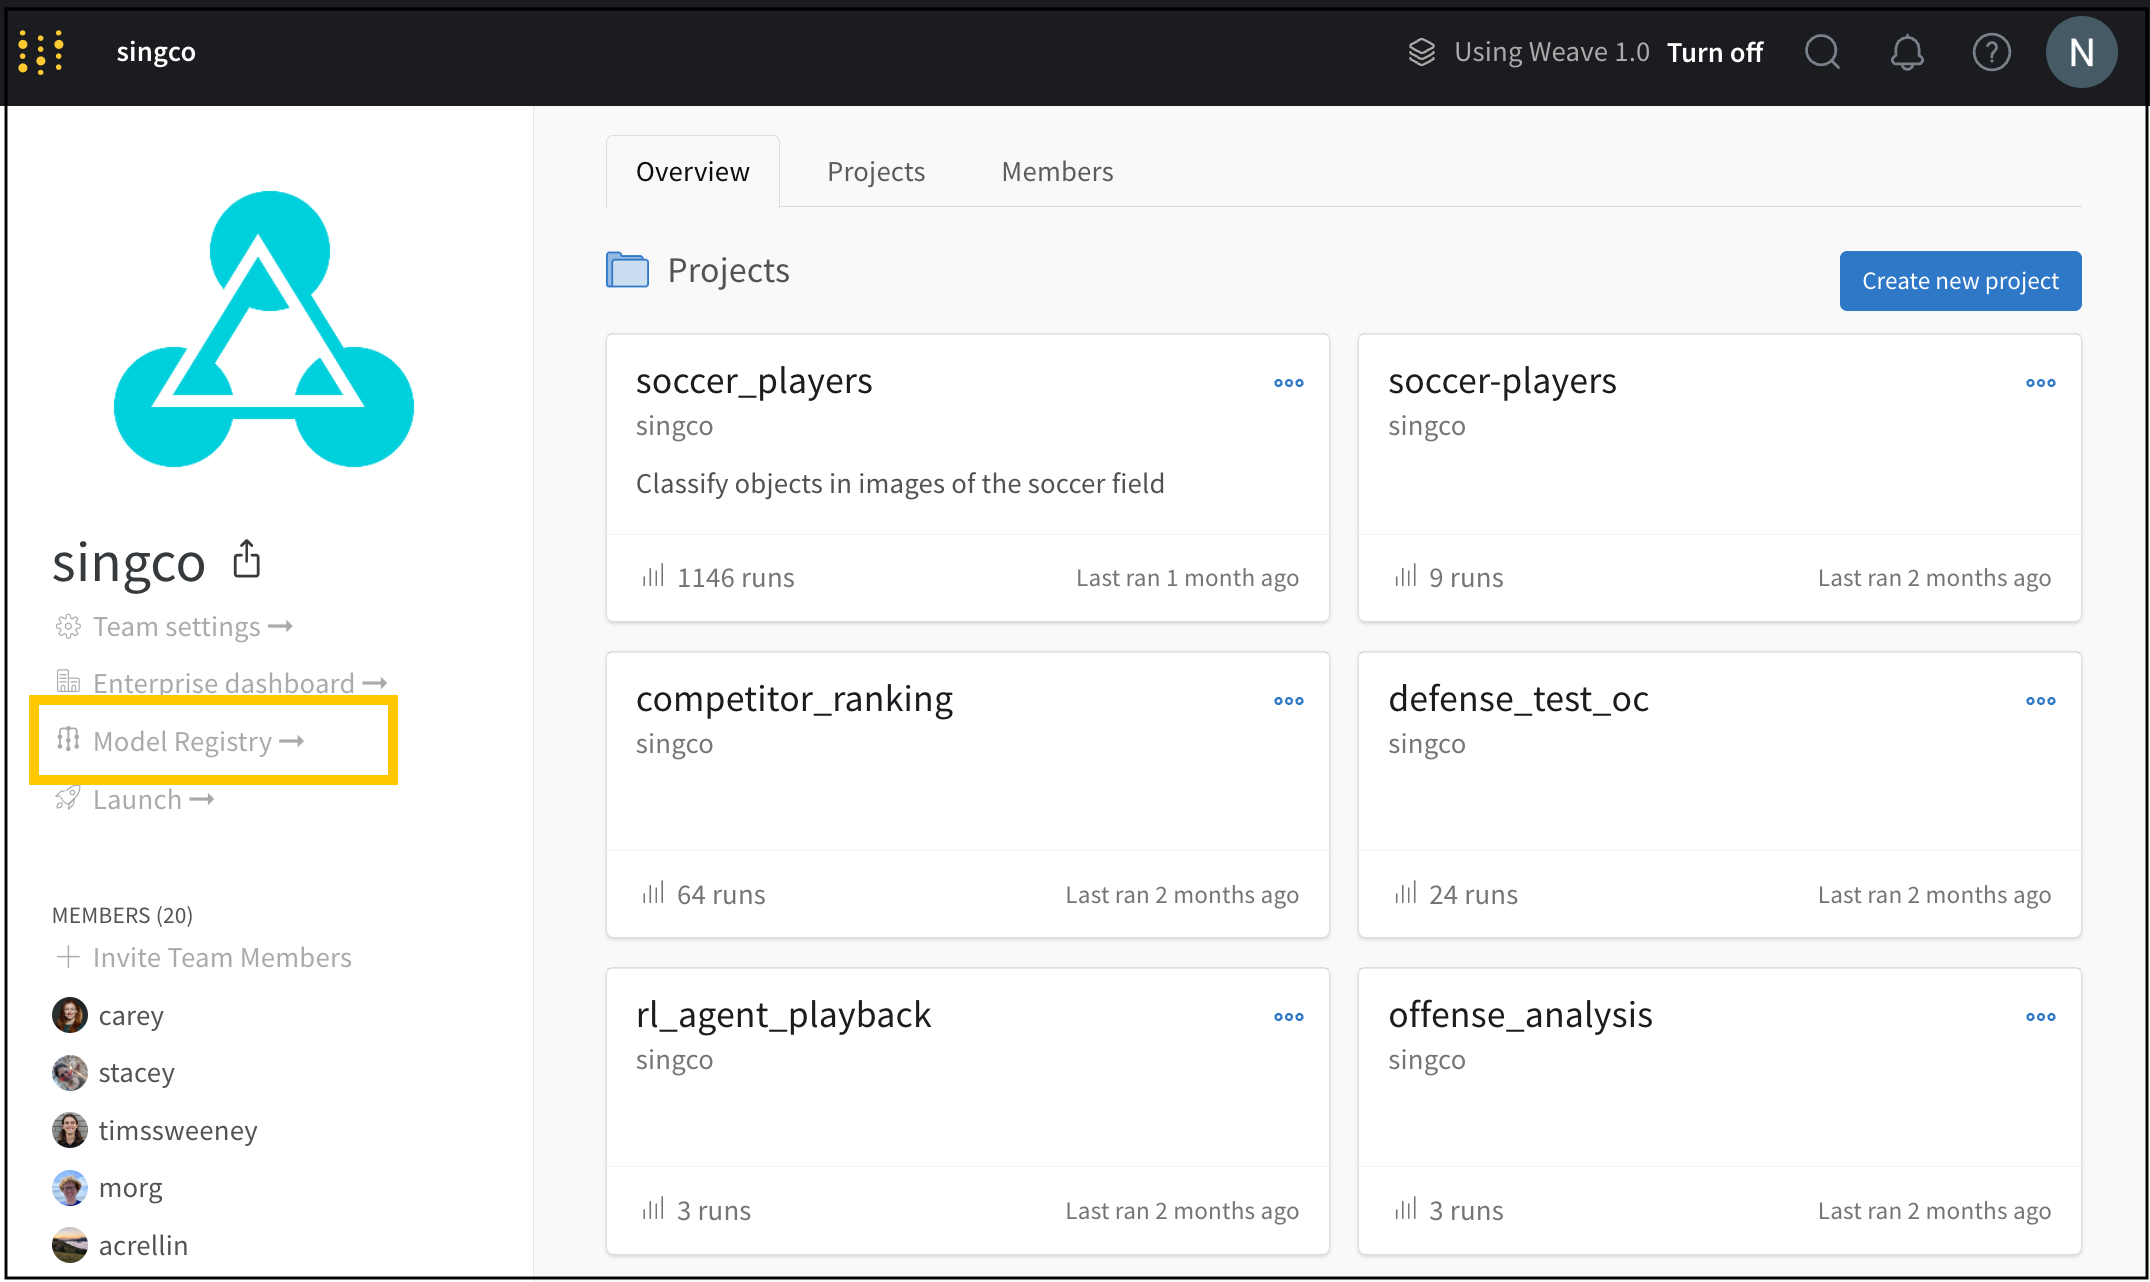 singco
Using Weave 1.0 Turn off
N
Overview
Projects
Members
Projects
Create new project
soccer_players
singco
Classify objects in images of the soccer field
1146 runs
Last ran 1 month ago
soccer-players
singco
9 runs
Last ran 2 months ago
competitor_ranking
singco
64 runs
Last ran 2 months ago
defense_test_oc
singco
24 runs
Last ran 2 months ago
rl_agent_playback
singco
3 runs
Last ran 2 months ago
offense_analysis
singco
3 runs
Last ran 2 months ago
singco
Team settings
Enterprise dashboard
Model Registry
Launch
MEMBERS (20)
Invite Team Members
carey
stacey
timssweeney
morg
acrellin